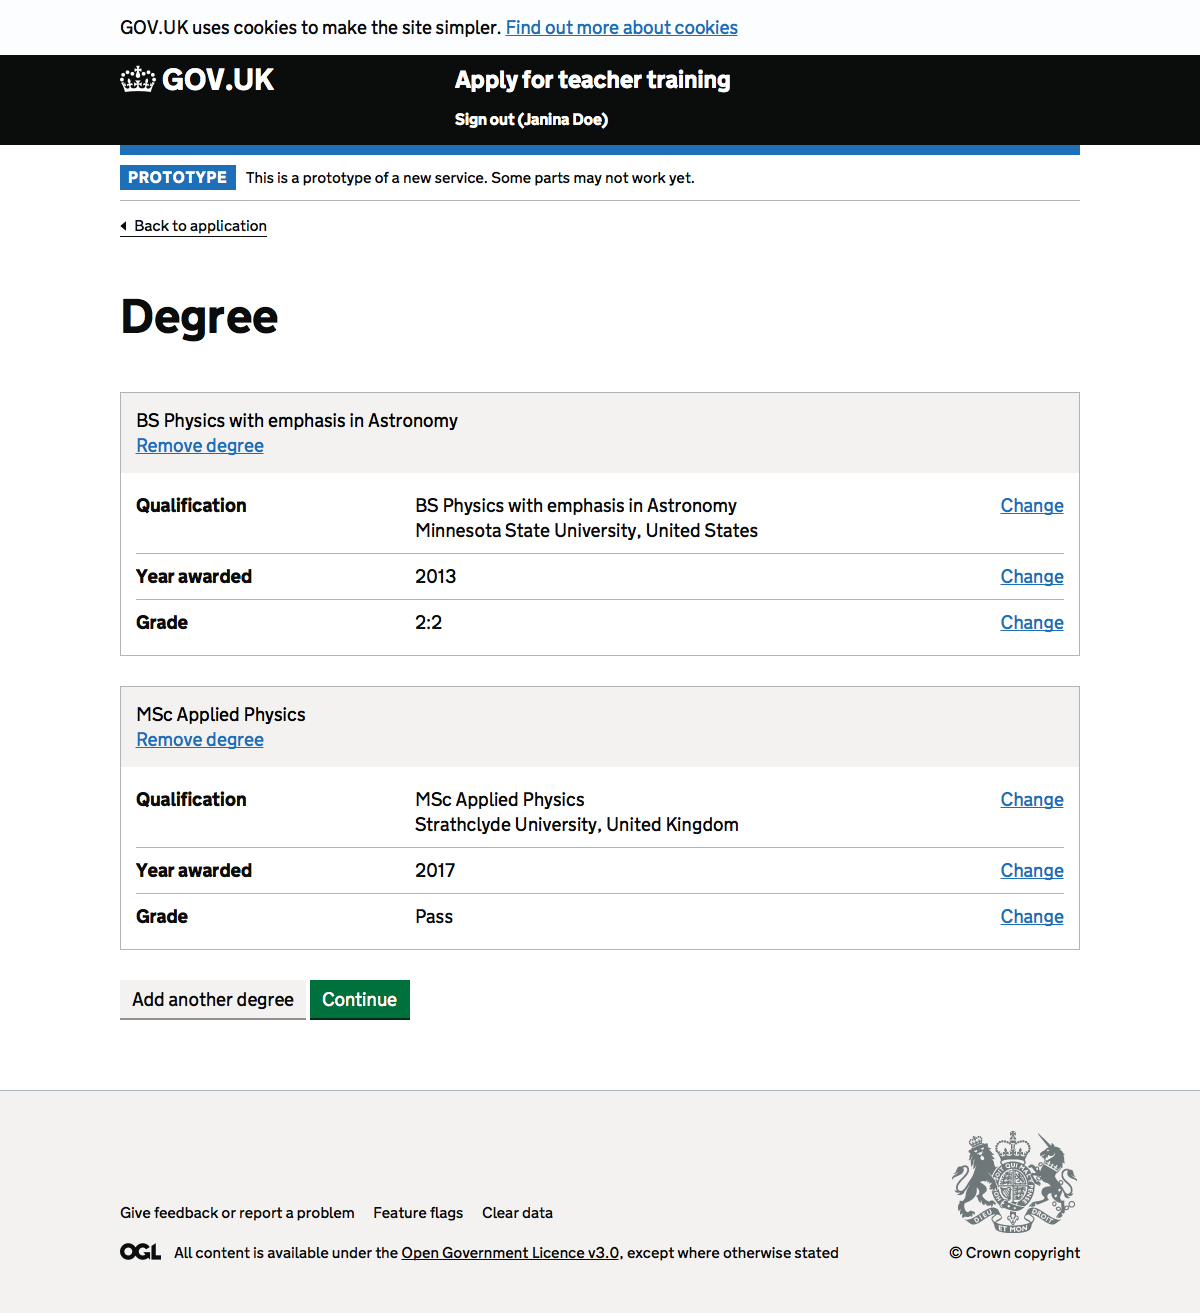 GOV.UK uses cookies to make the site simpler. Find out more about cookies
GOV.UK
Apply for teacher training
Sign out (Janina Doe)
PROTOTYPE This is a prototype of a new service. Some parts may not work yet.
Back to application
Degree
BS Physics with emphasis in Astronomy
Remove degree
Qualification BS Physics with emphasis in Astronomy Change
Minnesota State University, United States
Year awarded 2013 Change
Grade 2:2 Change
MSc Applied Physics
Remove degree
Qualification MSc Applied Physics Change
Strathclyde University, United Kingdom
Year awarded 2017 Change
Grade Pass Change
Add another degree Continue
Give feedback or report a problem Feature flags Clear data
DIEU ET MON DROIT
OGL All content is available under the Open Government Licence v3.0, except where otherwise stated © Crown copyright